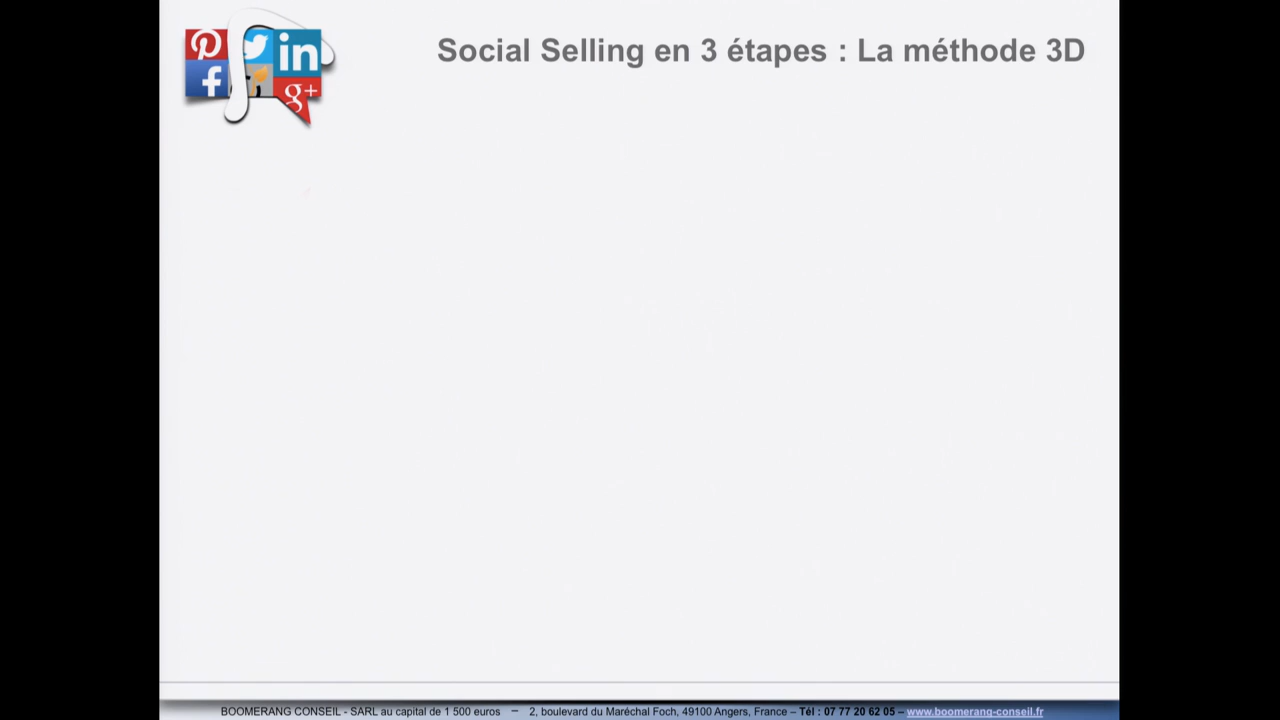 Social Selling en 3 étapes : La méthode 3D
in
f
g+
BOOMERANG CONSEIL - SARL au capital de 1 500 euros – 2, boulevard du Maréchal Foch, 49100 Angers, France – Tél : 07 77 20 62 05 – www.boomerang-conseil.fr